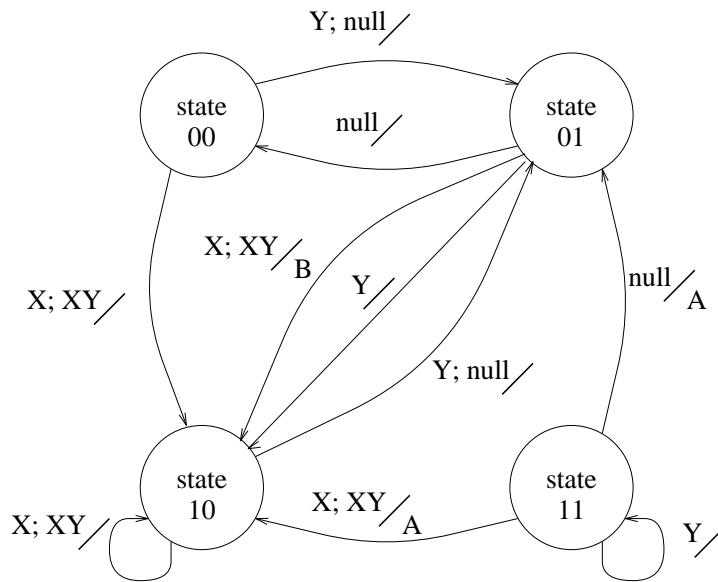 Y; null/
state
00
state
01
null/
X; XY/B
Y/
X; XY/
null/A
Y; null/
state
10
state
11
X; XY/
X; XY/A
Y/